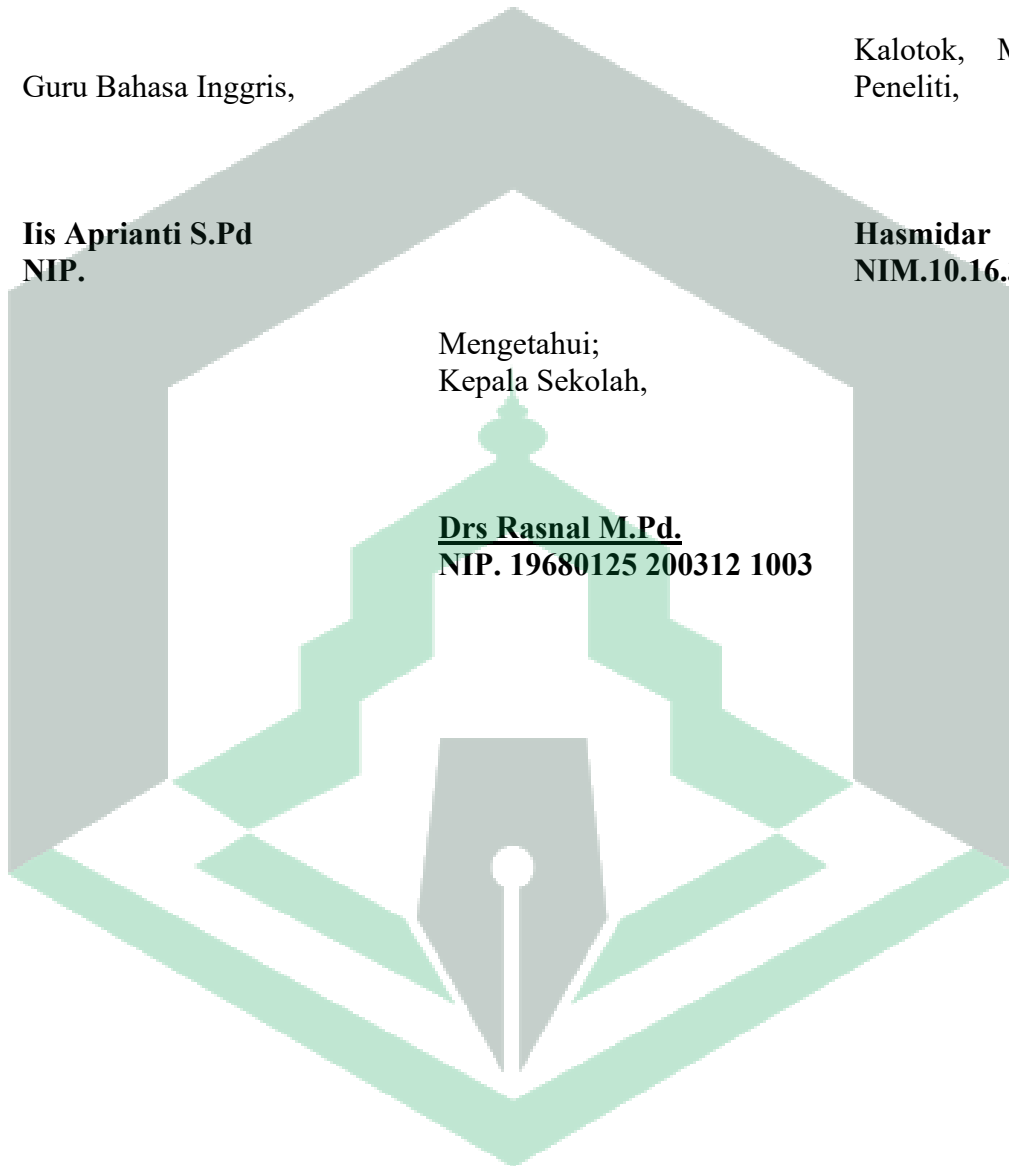 Kalotok,
Guru Bahasa Inggris,
Peneliti,
Iis Aprianti S.Pd
NIP.
Hasmidar
NIM.10.16.
Mengetahui;
Kepala Sekolah,
Drs Rasnal M.Pd.
NIP. 19680125 200312 1003